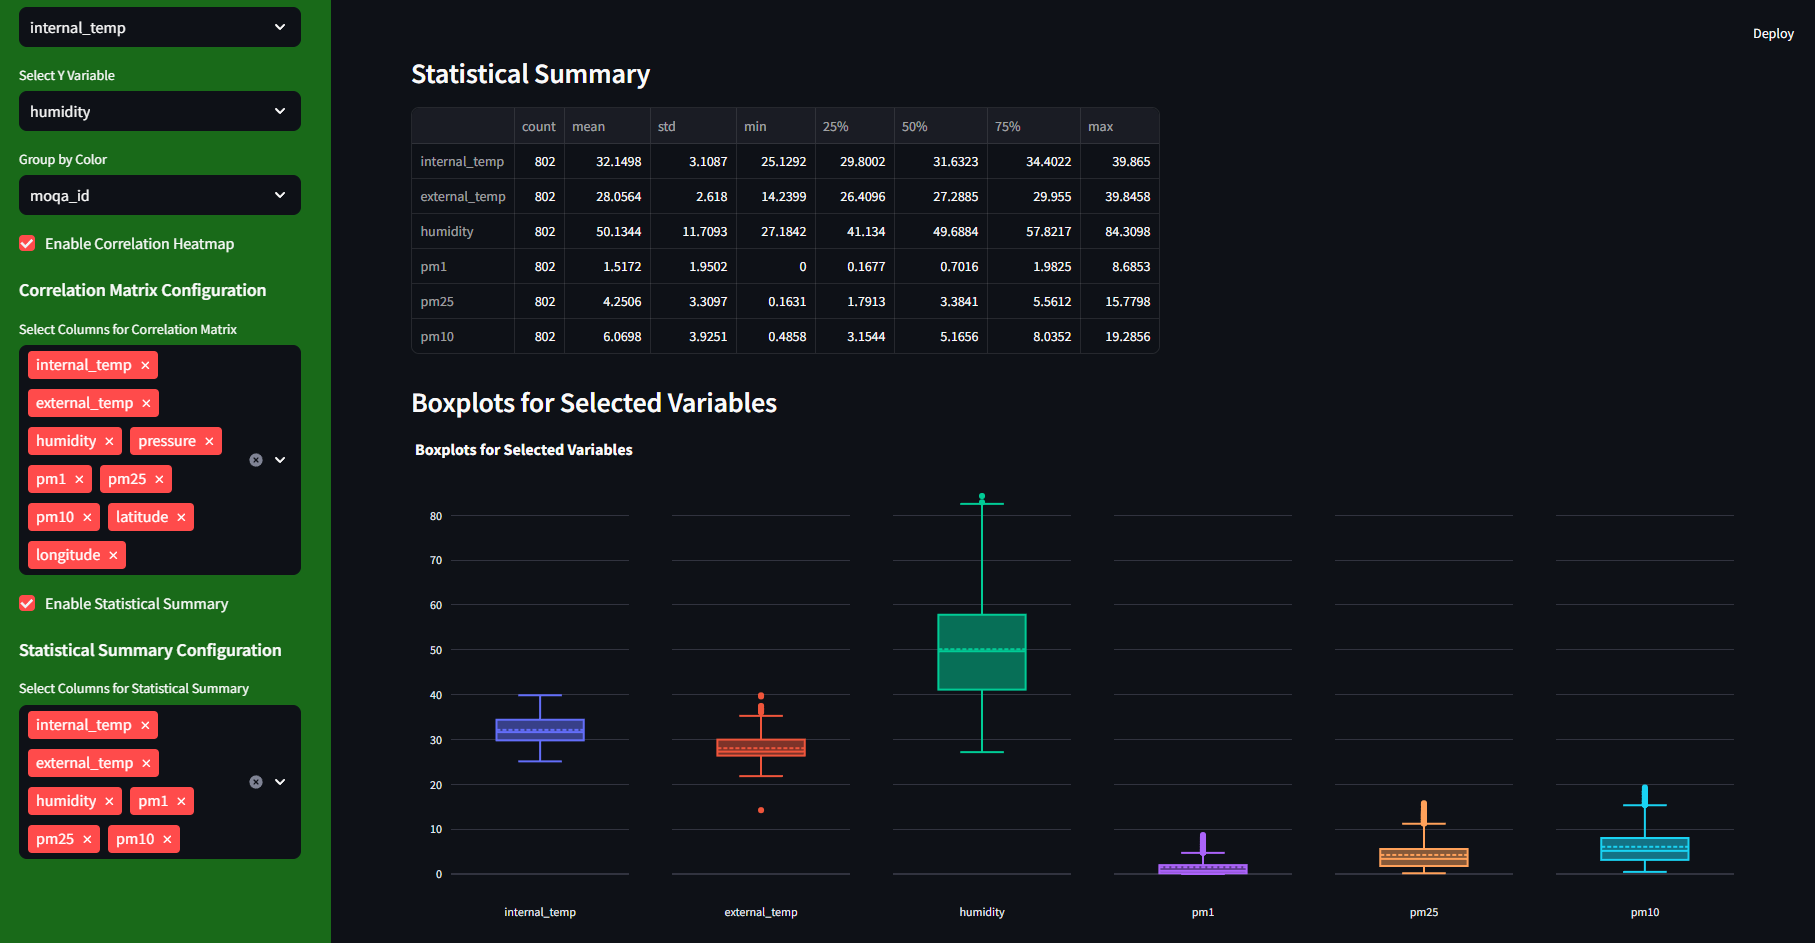 internal_temp
Select Y Variable
humidity
Group by Color
moqa_id
Enable Correlation Heatmap
Correlation Matrix Configuration
Select Columns for Correlation Matrix
internal_temp ×
external_temp ×
humidity × pressure ×
pm1 × pm25 ×
pm10 × latitude ×
longitude ×
Enable Statistical Summary
Statistical Summary Configuration
Select Columns for Statistical Summary
internal_temp ×
external_temp ×
humidity × pm1 ×
pm25 × pm10 ×
Deploy
Statistical Summary
count mean std min 25% 50% 75% max
internal_temp 802 32.1498 3.1087 25.1292 29.8002 31.6323 34.4022 39.865
external_temp 802 28.0564 2.618 14.2399 26.4096 27.2885 29.955 39.8458
humidity 802 50.1344 11.7093 27.1842 41.134 49.6884 57.8217 84.3098
pm1 802 1.5172 1.9502 0 0.1677 0.7016 1.9825 8.6853
pm25 802 4.2506 3.3097 0.1631 1.7913 3.3841 5.5612 15.7798
pm10 802 6.0698 3.9251 0.4858 3.1544 5.1656 8.0352 19.2856
Boxplots for Selected Variables
Boxplots for Selected Variables
80
70
60
50
40
30
20
10
0
internal_temp external_temp humidity pm1 pm25 pm10